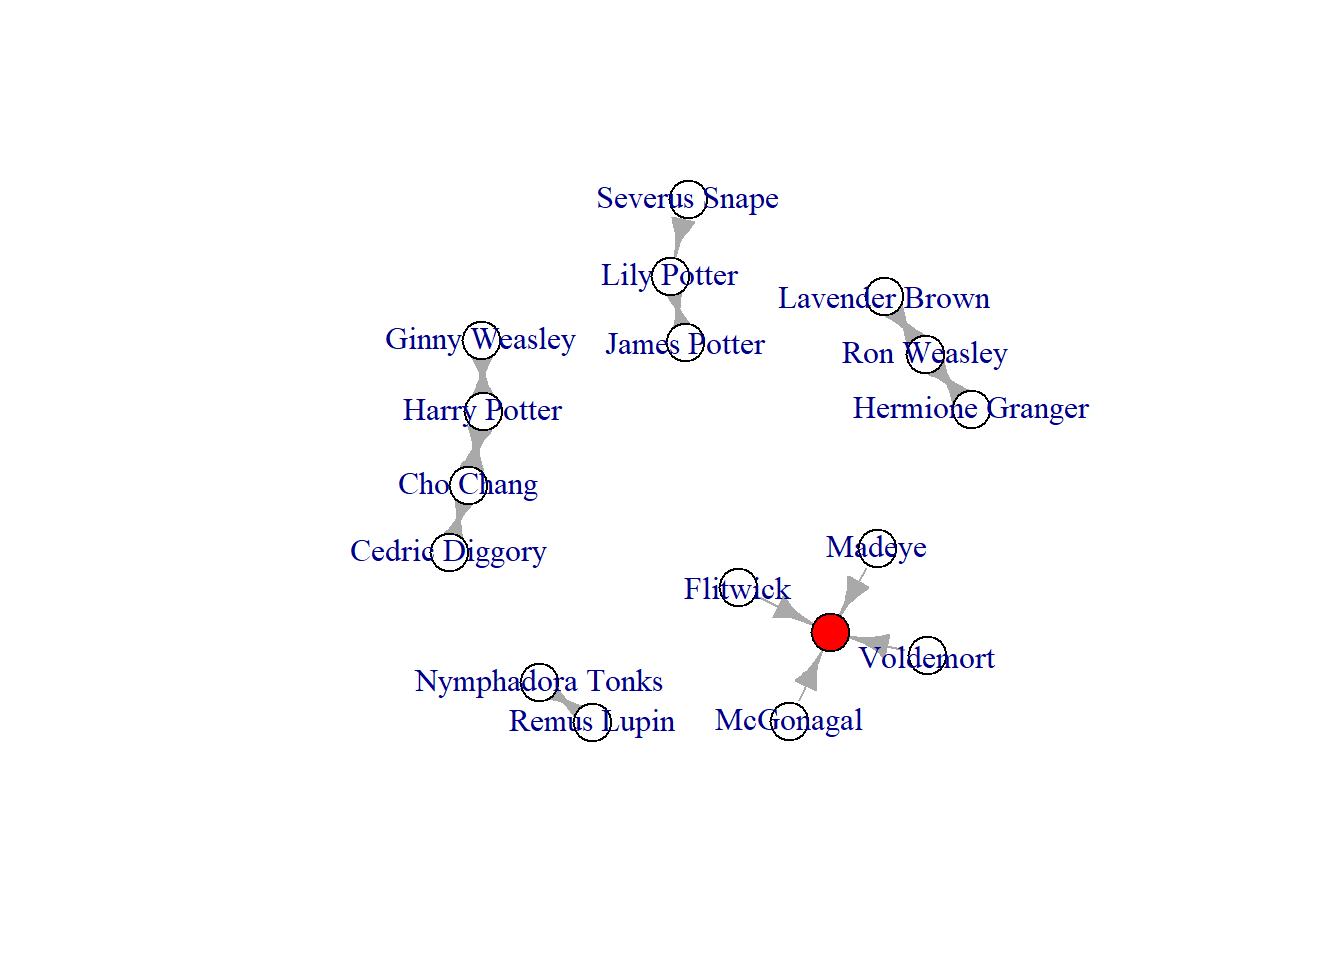 Severus Snape
Lily Potter
Lavender Brown
Ginny Weasley
James Potter
Ron Weasley
Harry Potter
Hermione Granger
Cho Chang
Cedric Diggory
Madeye
Flitwick
Voldemort
Nymphadora Tonks
Remus Lupin
McGonagal